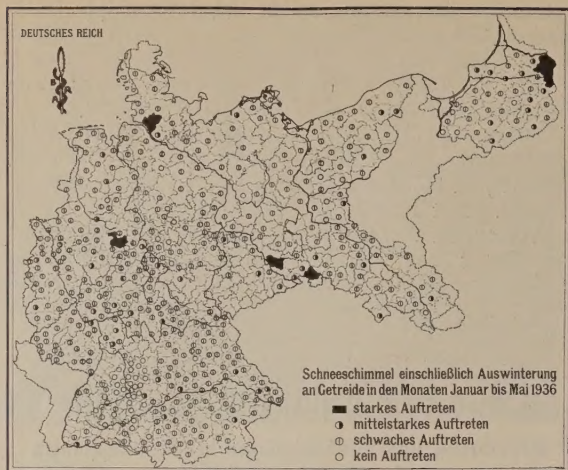 DEUTSCHES REICH
Schneeschimmel einschließlich Auswinterung
an Getreide in den Monaten Januar bis Mai 1936
starkes Auftreten
mittelstarkes Auftreten
schwaches Auftreten
kein Auftreten